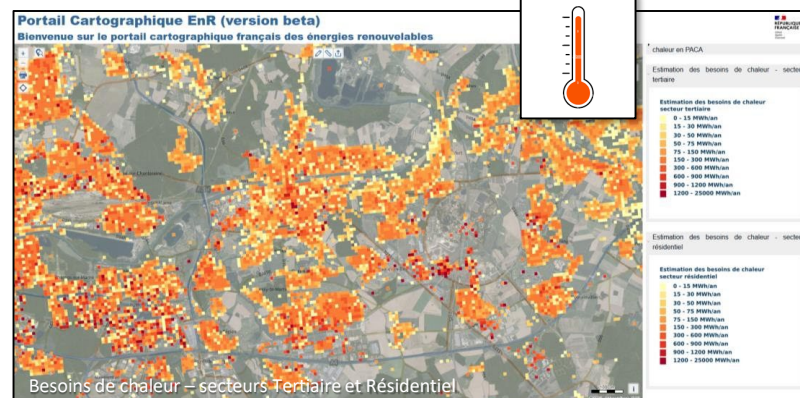 Portail Cartographique EnR (version beta)
Bienvenue sur le portail cartographique français des énergies renouvelables
RÉPUBLIQUE
FRANÇAISE
chaleur en PACA
Estimation des besoins de chaleur - secteu
tertiaire
Estimation des besoins de chaleur
secteur tertiaire
0 - 15 MWh/an
15 - 30 MWh/an
30 - 50 MWh/an
50 - 75 MWh/an
75 - 150 MWh/an
150 - 300 MWh/an
300 - 600 MWh/an
600 - 900 MWh/an
900 - 1200 MWh/an
1200 - 25000 MWh/an
Estimation des besoins de chaleur - secteu
résidentiel
Estimation des besoins de chaleur
secteur résidentiel
0 - 15 MWh/an
15 - 30 MWh/an
30 - 50 MWh/an
50 - 75 MWh/an
75 - 150 MWh/an
150 - 300 MWh/an
300 - 600 MWh/an
600 - 900 MWh/an
900 - 1200 MWh/an
1200 - 25000 MWh/an
Besoins de chaleur – secteurs Tertiaire et Résidentiel